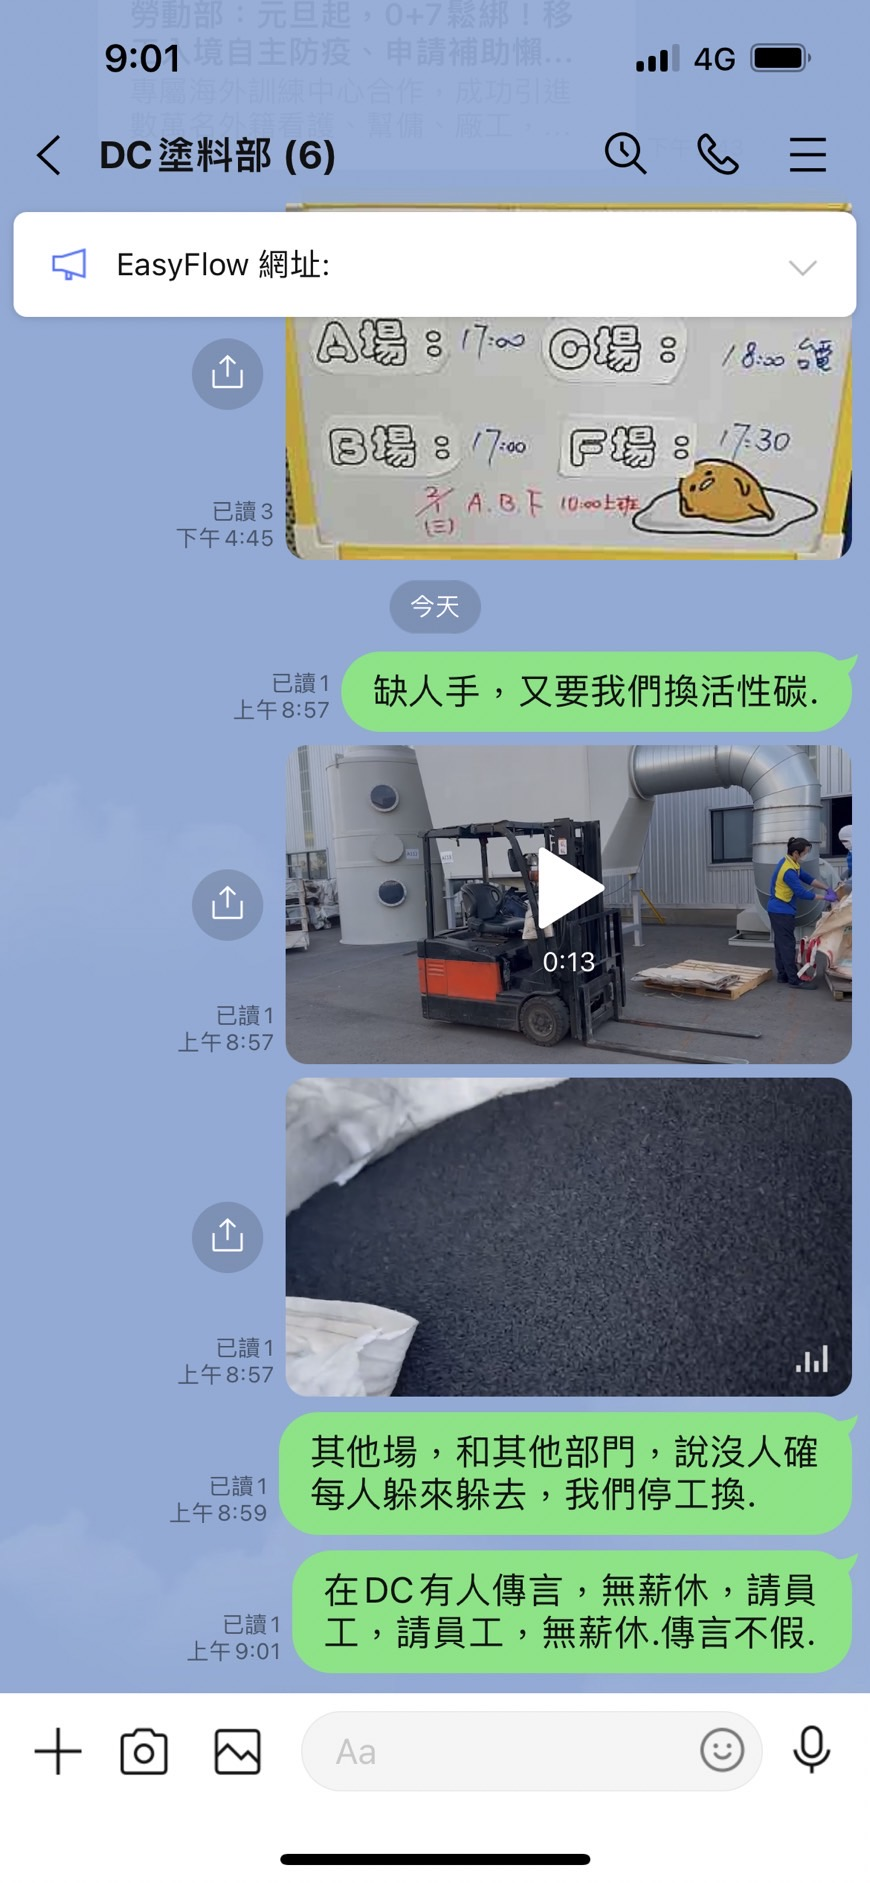 勞動部：元旦起，0+7鬆綁！移
入境自主防疫、申請補助懶...
9:01
4G
專屬海外訓練中心合作，成功引進
數萬名外籍看護、幫傭、廠工，...
DC塗料部 (6)
EasyFlow 網址:
A場：17:00 C場：18:00 台電
B場：17:00 F場：17:30
2/1 A.B.F 10:00上班
(三)
已讀3
下午4:45
今天
缺人手，又要我們換活性碳.
已讀1
上午8:57
0:13
已讀1
上午8:57
已讀1
上午8:57
其他場，和其他部門，說沒人確
每人躲來躲去，我們停工換.
已讀1
上午8:59
在DC有人傳言，無薪休，請員
工，請員工，無薪休.傳言不假.
已讀1
上午9:01
Aa